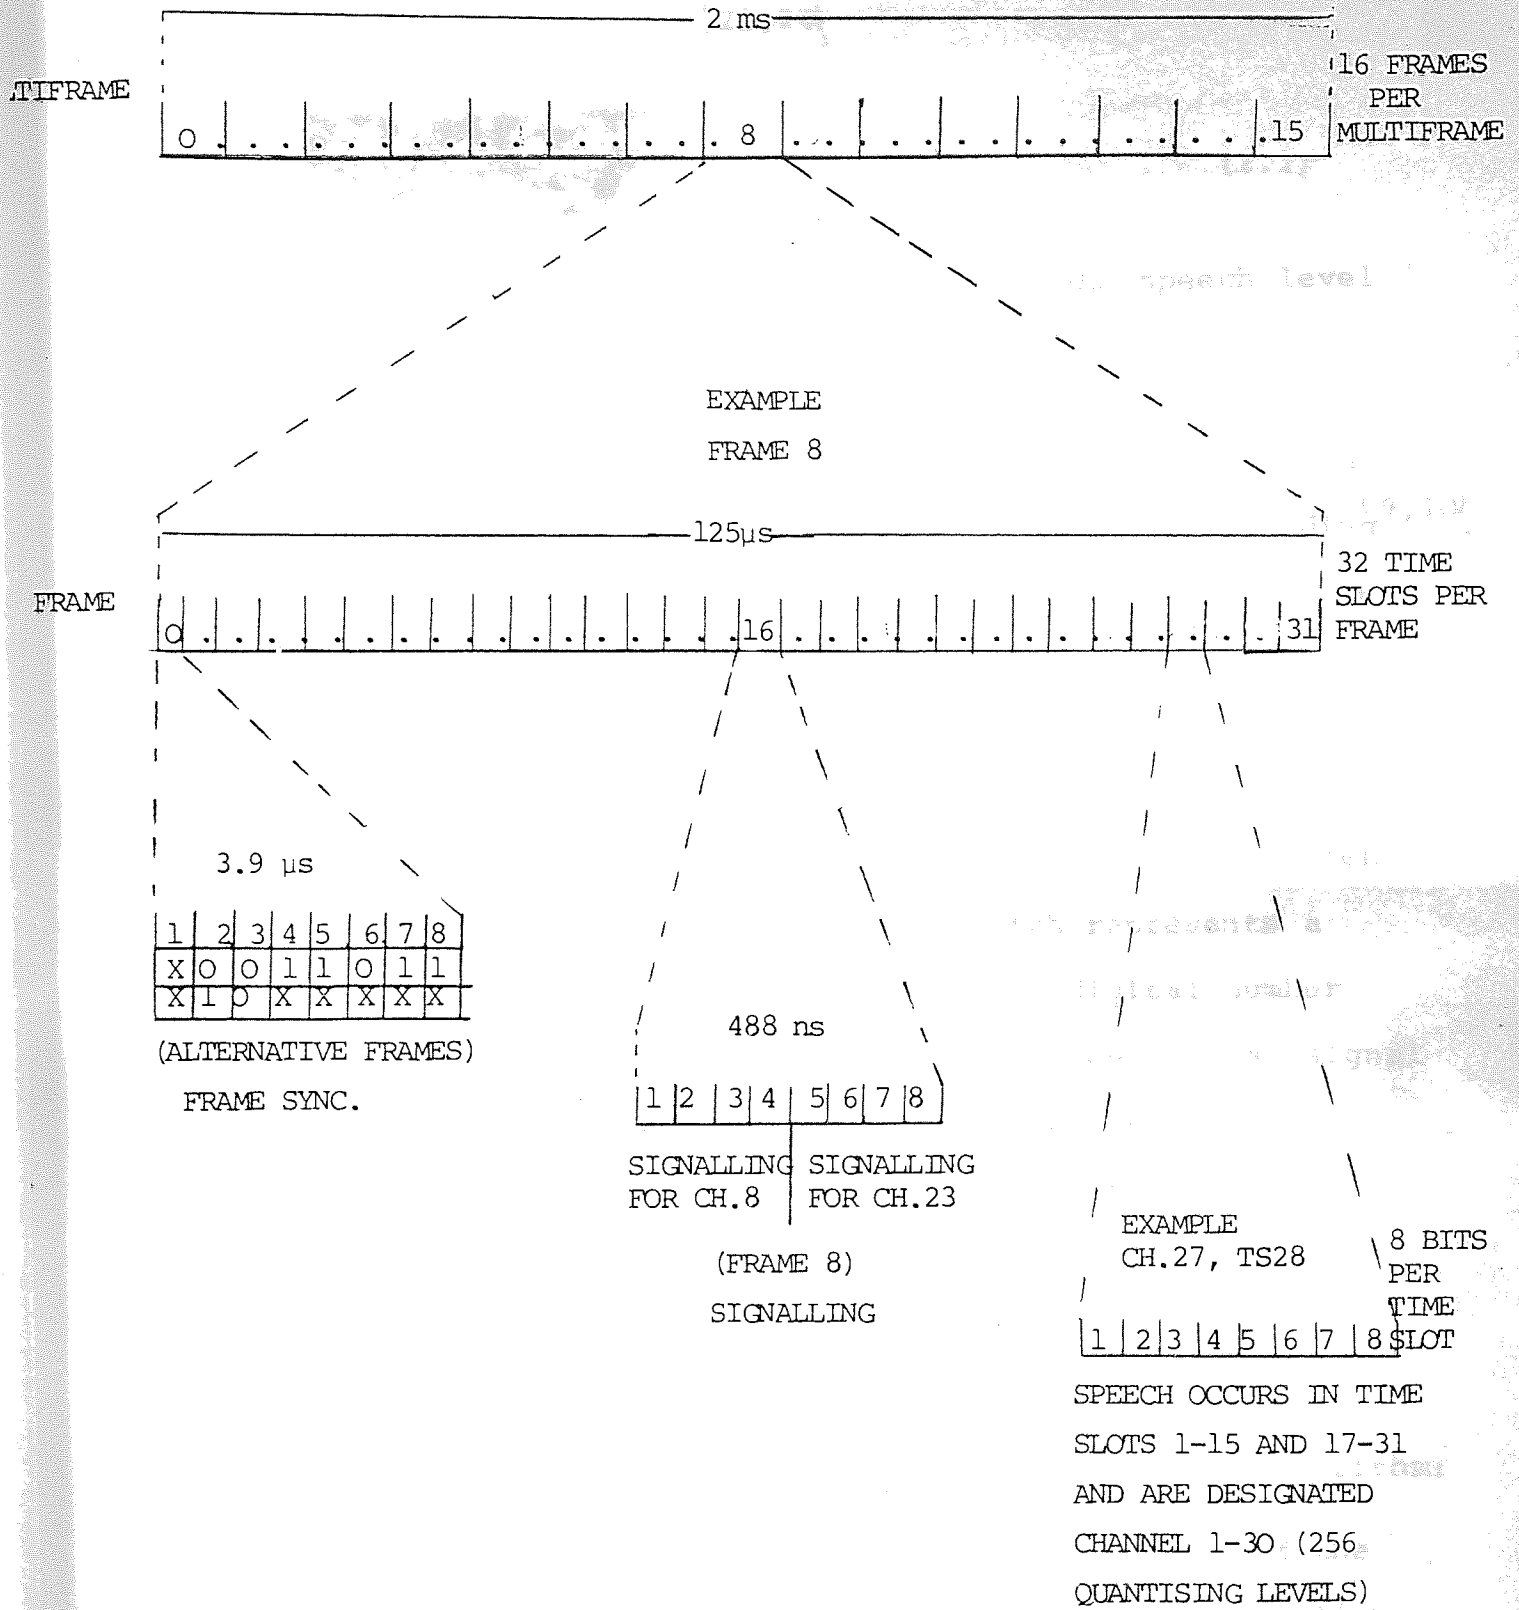 2 ms
TIFRAME
16 FRAMES
PER
MULTIFRAME
0 8 15
EXAMPLE
FRAME 8
125µs
FRAME
32 TIME
SLOTS PER
FRAME
0 16 31
3.9 µs
1 2 3 4 5 6 7 8
X 0 0 1 1 0 1 1
X 1 0 X X X X X
(ALTERNATIVE FRAMES)
FRAME SYNC.
488 ns
1 2 3 4 5 6 7 8
SIGNALLING SIGNALLING
FOR CH.8 FOR CH.23
(FRAME 8)
SIGNALLING
EXAMPLE
CH.27, TS28
8 BITS
PER
TIME
SLOT
1 2 3 4 5 6 7 8
SPEECH OCCURS IN TIME
SLOTS 1-15 AND 17-31
AND ARE DESIGNATED
CHANNEL 1-30 (256
QUANTISING LEVELS)
speech level
represents a